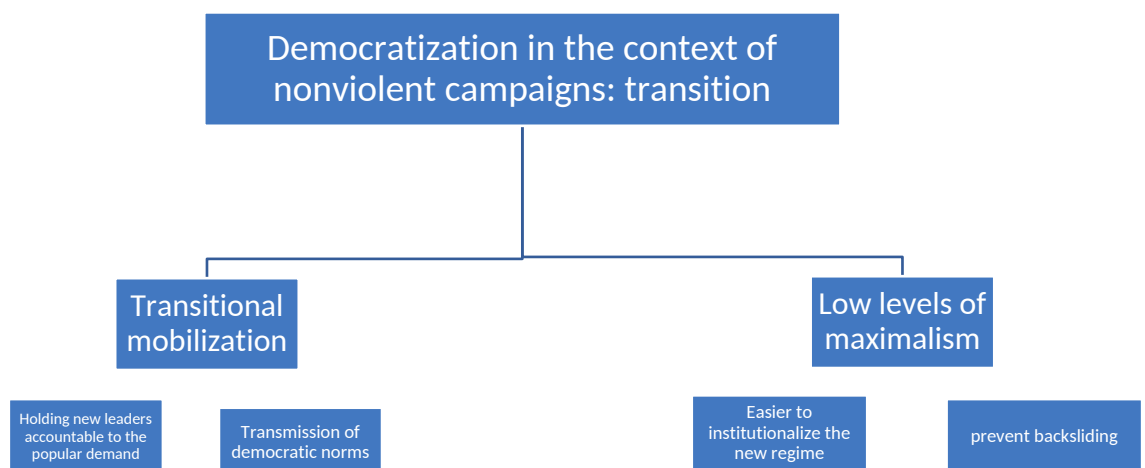 Democratization in the context of
nonviolent campaigns: transition
Transitional
mobilization
Low levels of
maximalism
Holding new leaders
accountable to the
popular demand
Transmission of
democratic norms
Easier to
institutionalize the
new regime
prevent backsliding